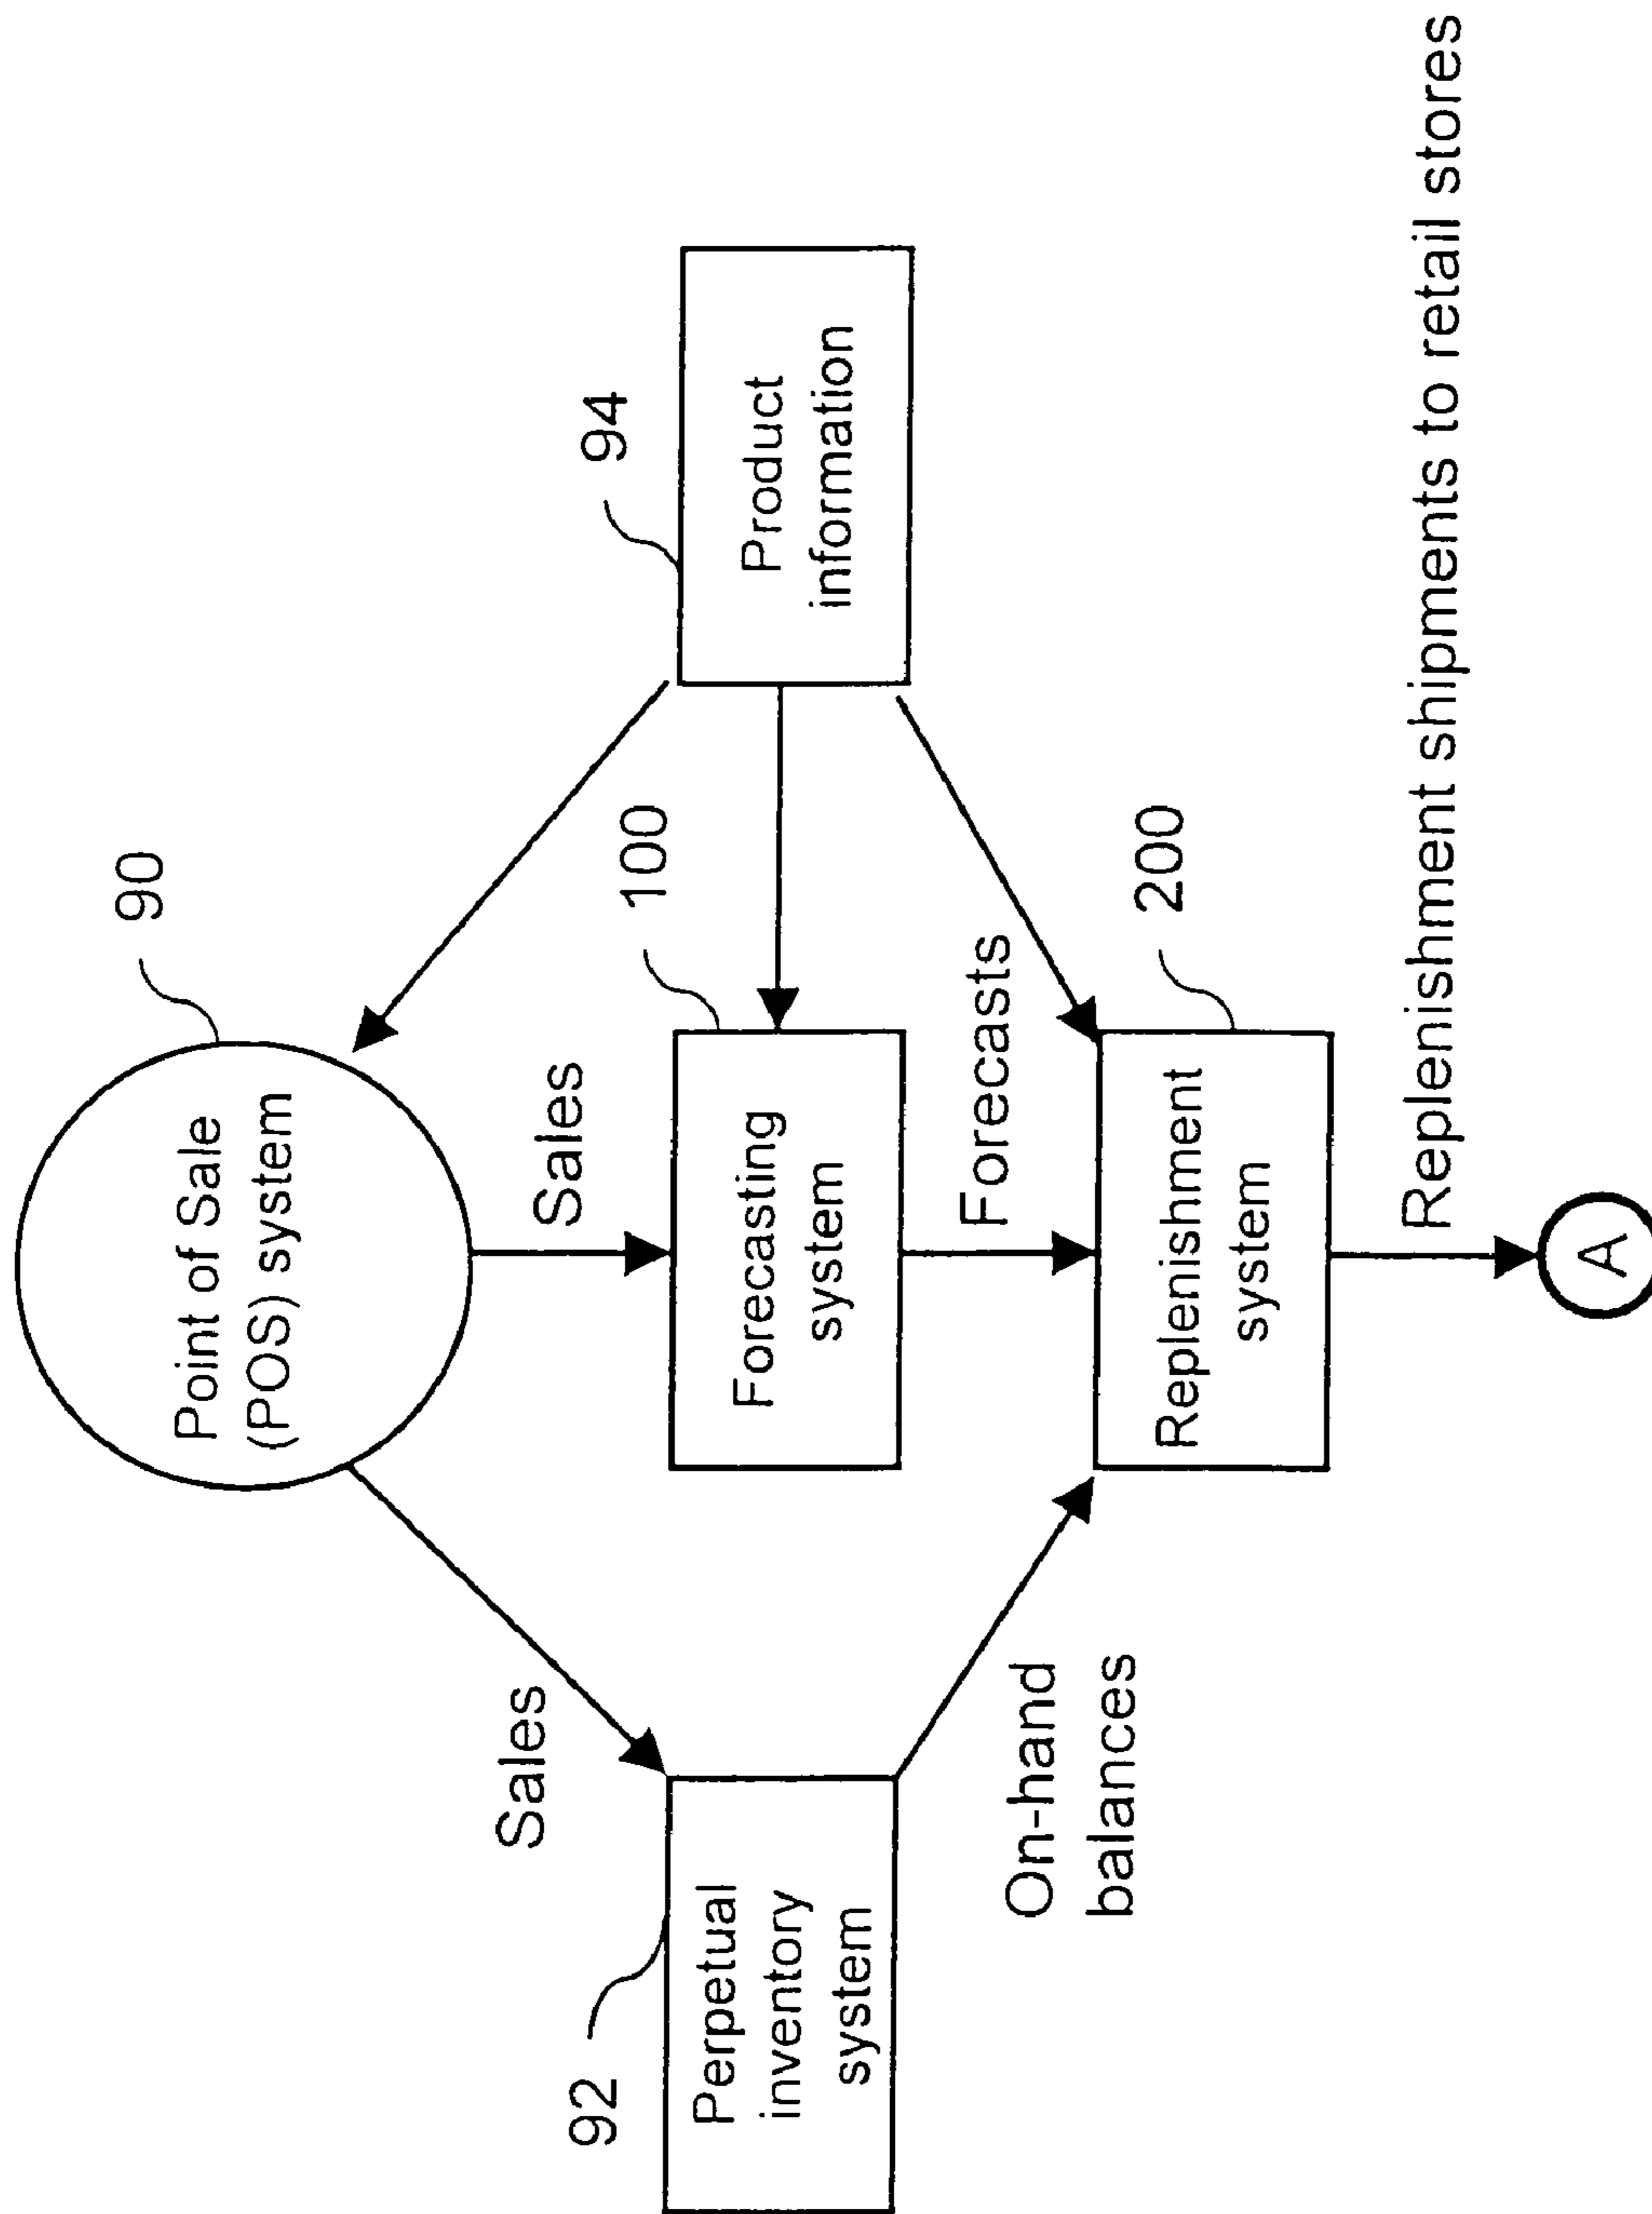 90
Point of Sale
(POS) system
Sales
Sales
92
94
100
Perpetual
inventory
system
Forecasting
system
Product
information
On-hand
balances
Forecasts
200
Replenishment
system
Replenishment shipments to retail stores
A